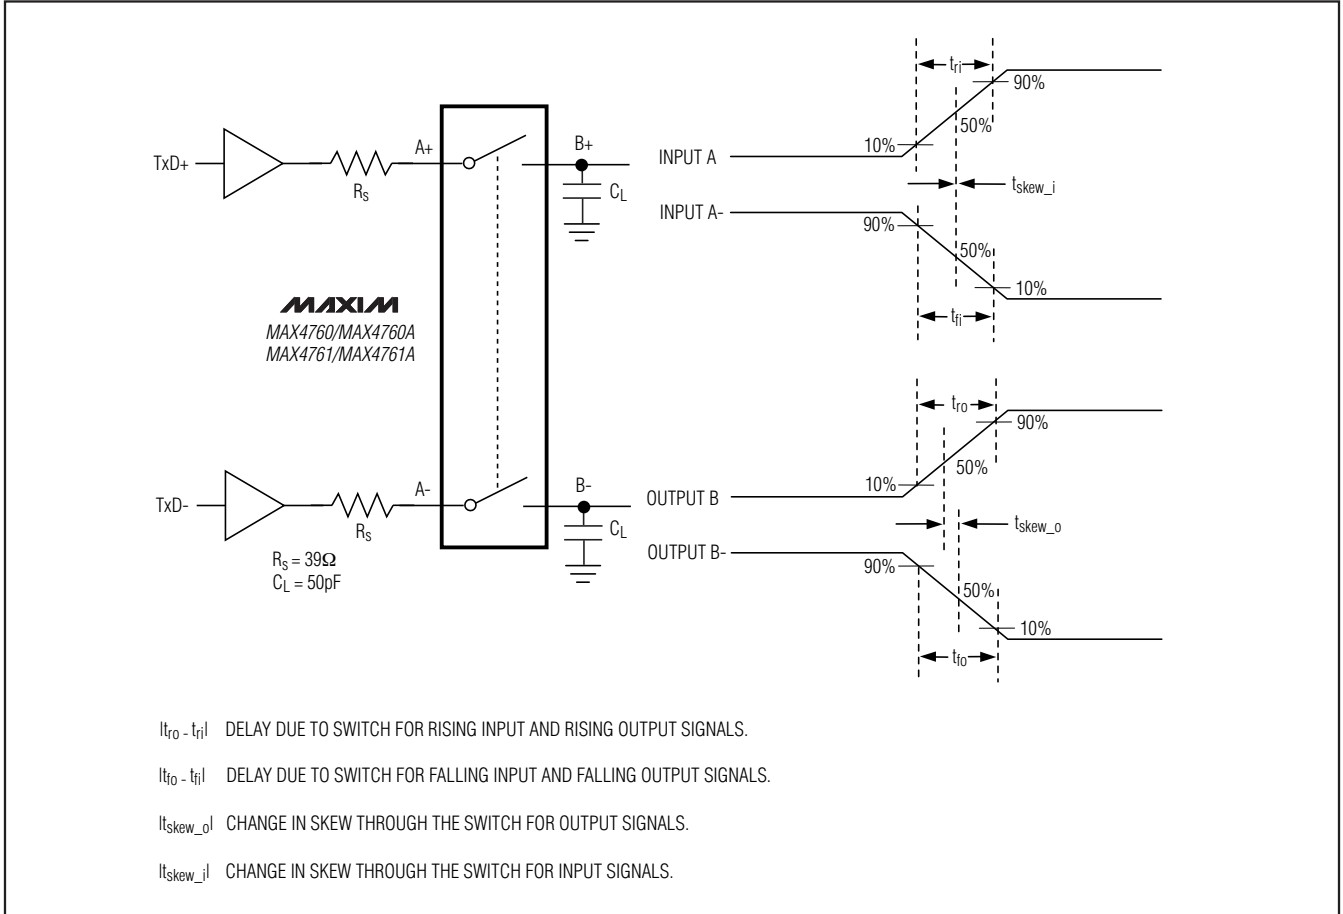 TxD+
R_S
A+
B+
C_L
MAXIM
MAX4760/MAX4760A
MAX4761/MAX4761A
TxD-
R_S
A-
B-
C_L
R_S = 39Ω
C_L = 50pF
INPUT A
10%
t_ri
90%
50%
t_skew_i
INPUT A-
90%
50%
10%
t_fi
OUTPUT B
10%
t_ro
90%
50%
t_skew_o
OUTPUT B-
90%
50%
10%
t_fo
|t_ro - t_ri| DELAY DUE TO SWITCH FOR RISING INPUT AND RISING OUTPUT SIGNALS.
|t_fo - t_fi| DELAY DUE TO SWITCH FOR FALLING INPUT AND FALLING OUTPUT SIGNALS.
|t_skew_o| CHANGE IN SKEW THROUGH THE SWITCH FOR OUTPUT SIGNALS.
|t_skew_i| CHANGE IN SKEW THROUGH THE SWITCH FOR INPUT SIGNALS.